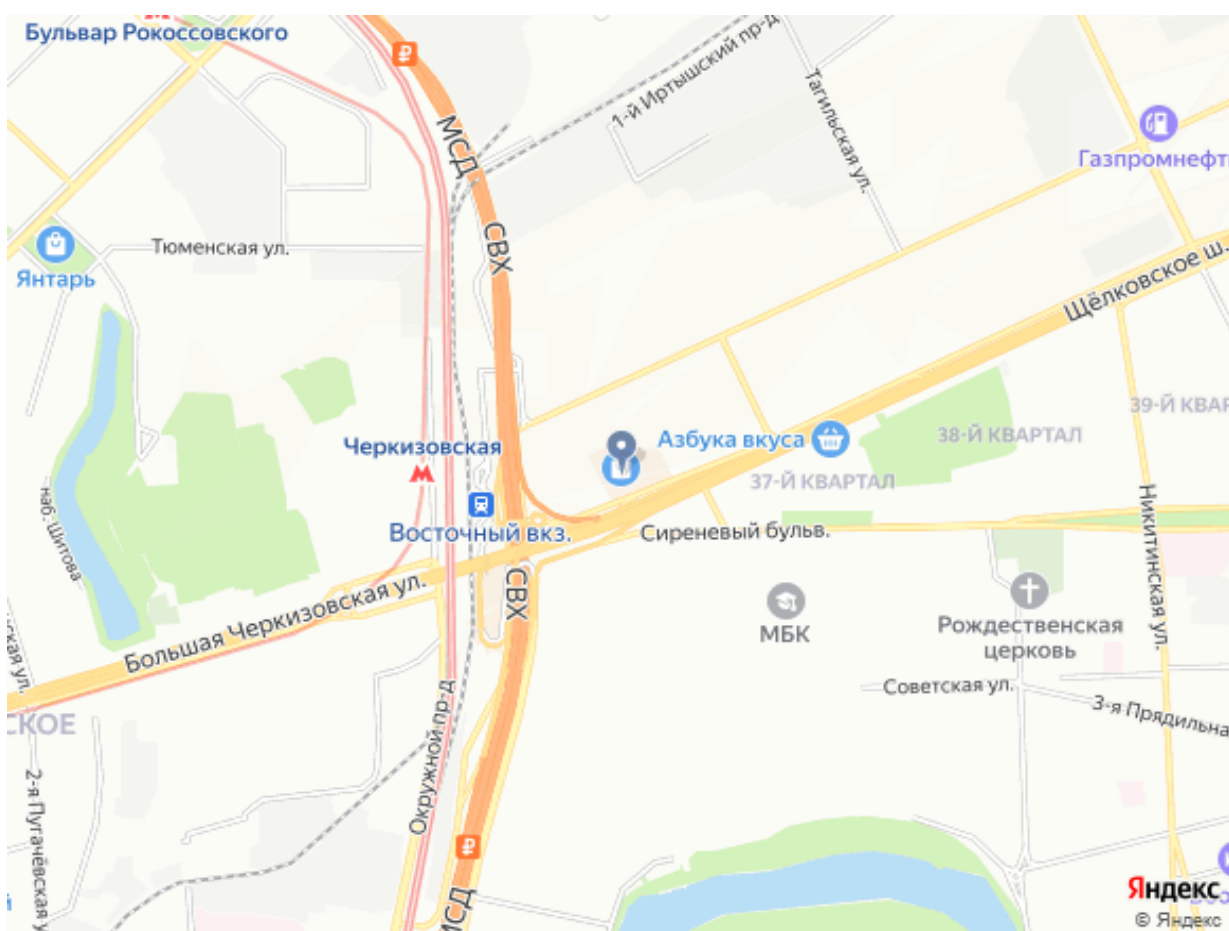 Бульвар Рокоссовского
1-й Иртышский пр-д
Тагильская ул.
Газпромнефть
МСД
СВХ
Тюменская ул.
Янтарь
Щёлковское ш.
39-Й КВАР
38-Й КВАРТАЛ
Азбука вкуса
37-Й КВАРТАЛ
Черкизовская
Восточный вкз.
наб. Шитова
Сиреневый бульв.
Никитинская ул.
СВХ
Большая Черкизовская ул.
МБК
Рождественская
церковь
ская ул.
Советская ул.
3-я Прядильна
СКОЕ
Окружной пр-д
2-я Пугачёвская у
МСД
Яндекс
© Яндекс